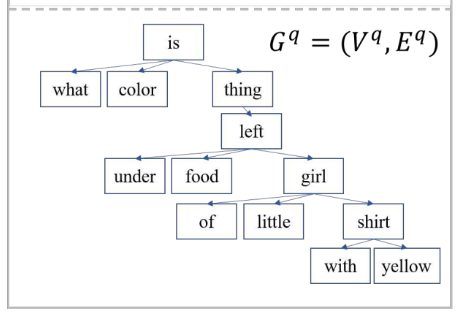 is
G^q = (V^q, E^q)
what color thing
left
under food girl
of little shirt
with yellow